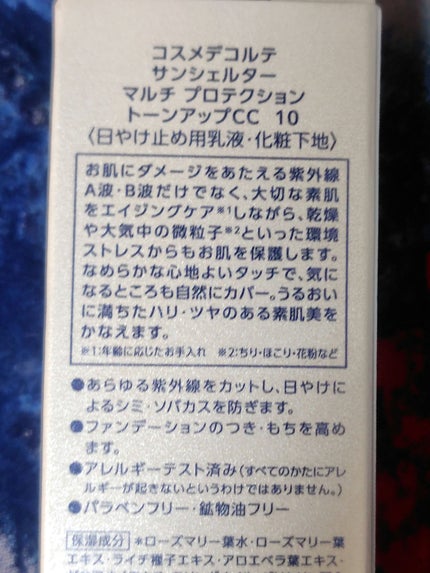 コスメデコルテ
サンシェルター
マルチ プロテクション
トーンアップCC 10
〈日やけ止め用乳液・化粧下地〉
お肌にダメージをあたえる紫外線
A波・B波だけでなく、大切な素肌
をエイジングケア※1しながら、乾燥
や大気中の微粒子※2といった環境
ストレスからもお肌を保護します。
なめらかな心地よいタッチで、気に
なるところも自然にカバー。うるおい
に満ちたハリ・ツヤのある素肌美を
かなえます。
※1:年齢に応じたお手入れ ※2:ちり・ほこり・花粉など
●あらゆる紫外線をカットし、日やけに
よるシミ・ソバカスを防ぎます。
●ファンデーションのつき・もちを高め
ます。
●アレルギーテスト済み(すべてのかたにアレ
ルギーが起きないというわけではありません。)
●パラベンフリー・鉱物油フリー
保湿成分 *ローズマリー葉水・ローズマリー葉
エキス・ライチ種子エキス・アロエベラ葉エキス・